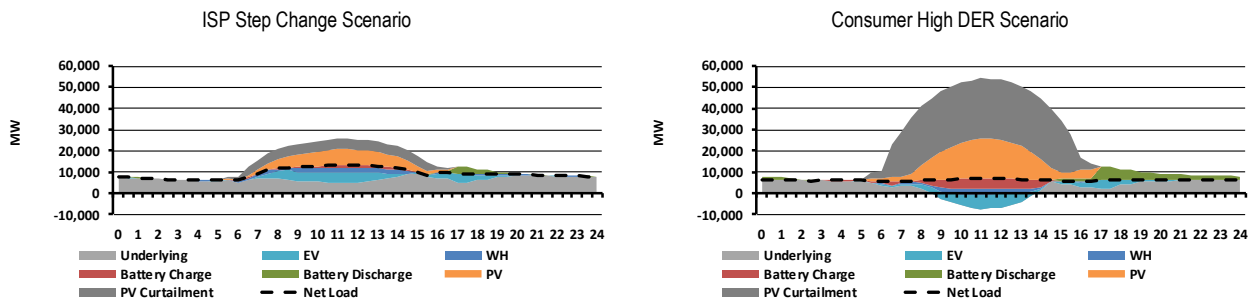 ISP Step Change Scenario
MW
60,000
50,000
40,000
30,000
20,000
10,000
0
-10,000
0 1 2 3 4 5 6 7 8 9 10 11 12 13 14 15 16 17 18 19 20 21 22 23 24
Underlying EV WH
Battery Charge Battery Discharge PV
PV Curtailment Net Load
Consumer High DER Scenario
MW
60,000
50,000
40,000
30,000
20,000
10,000
0
-10,000
0 1 2 3 4 5 6 7 8 9 10 11 12 13 14 15 16 17 18 19 20 21 22 23 24
Underlying EV WH
Battery Charge Battery Discharge PV
PV Curtailment Net Load